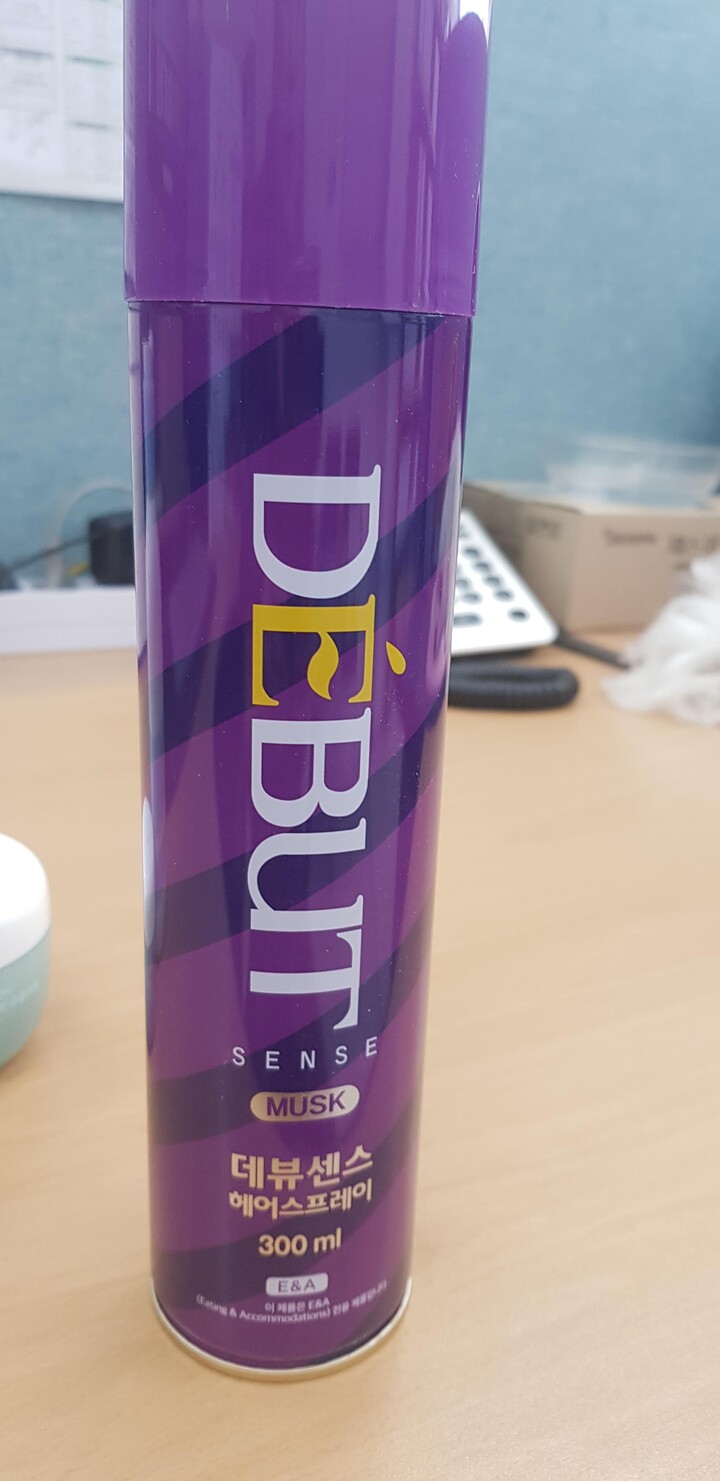 DÉBUT
SENSE
MUSK
데뷰센스
헤어스프레이
300 ml
E&A
이 제품은 E&A
(Eating & Accommodations) 전용 제품입니다.